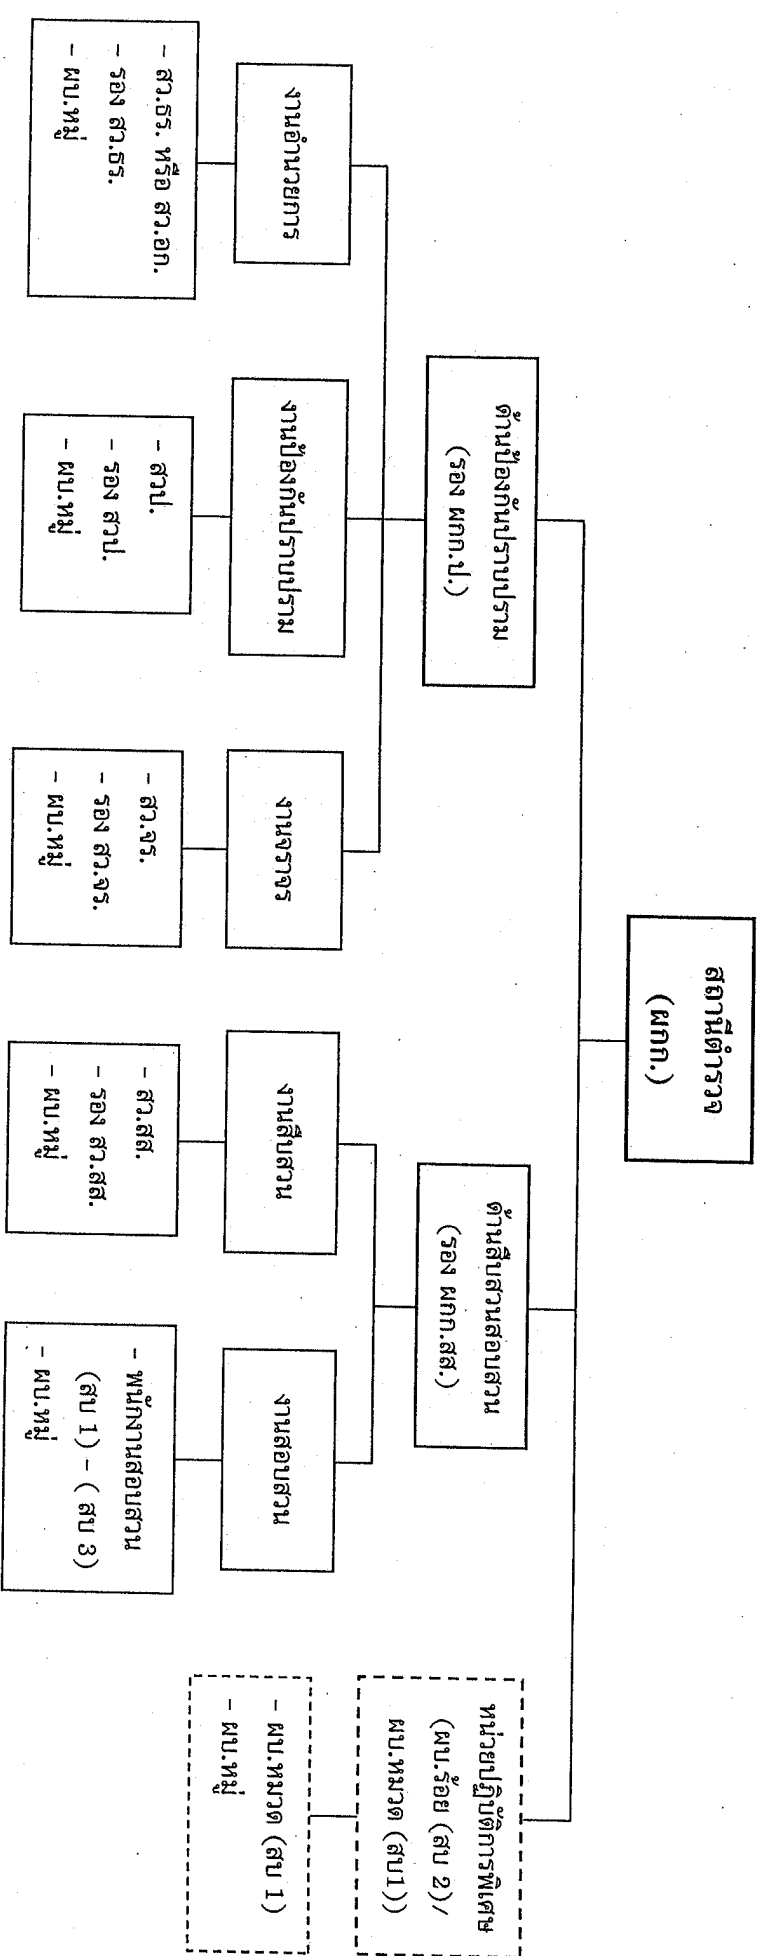 สถานีตำรวจ
(ผกก.)
ด้านป้องกันปราบปราม
(รอง ผกก.ป.)
ด้านสืบสวนสอบสวน
(รอง ผกก.สส.)
หน่วยปฏิบัติการพิเศษ
(ผบ.ร้อย (สบ 2)/
ผบ.หมวด (สบ1))
งานอำนวยการ
งานป้องกันปราบปราม
งานจราจร
งานสืบสวน
งานสอบสวน
- ผบ.หมวด (สบ 1)
- ผบ.หมู่
- สว.ธร. หรือ สว.อก.
- รอง สว.ธร.
- ผบ.หมู่
- สวป.
- รอง สวป.
- ผบ.หมู่
- สว.จร.
- รอง สว.จร.
- ผบ.หมู่
- สว.สส.
- รอง สว.สส.
- ผบ.หมู่
- พนักงานสอบสวน
(สบ 1) - ( สบ 3)
- ผบ.หมู่